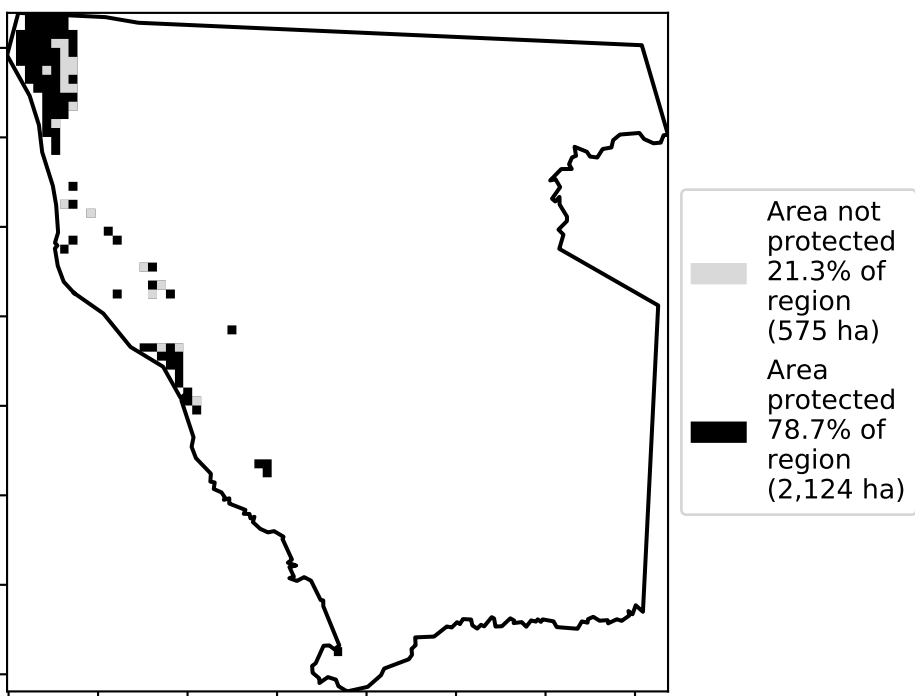 Area not
protected
21.3% of
region
(575 ha)
Area
protected
78.7% of
region
(2,124 ha)